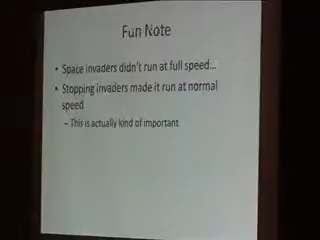 Fun Note
• Space invaders didn't run at full speed...
• Stopping invaders made it run at normal
speed
– This is actually kind of important